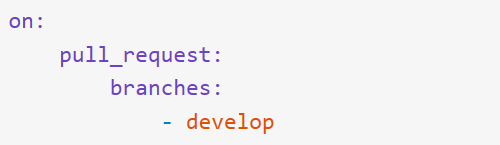 on:
    pull_request:
        branches:
            - develop